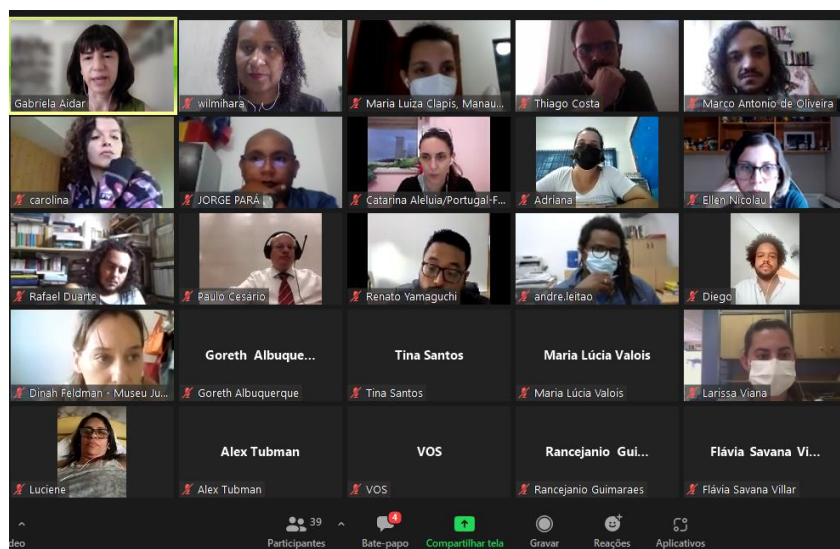 Gabriela Aidar
wilmihara
Maria Luiza Clapis, Manau...
Thiago Costa
Marco Antonio de Oliveira
carolina
JORGE PARÁ
Catarina Aleluia/Portugal-F...
Adriana
Ellen Nicolau
Rafael Duarte
Paulo Cesário
Renato Yamaguchi
andre.leitao
Diego
Dinah Feldman - Museu Ju...
Goreth Albuque...
Goreth Albuquerque
Tina Santos
Tina Santos
Maria Lúcia Valois
Maria Lúcia Valois
Larissa Viana
Luciene
Alex Tubman
Alex Tubman
VOS
VOS
Rancejanio Gui...
Rancejanio Guimaraes
Flávia Savana Vi...
Flávia Savana Villar
deo
39
Participantes
4
Bate-papo
Compartilhar tela
Gravar
Reações
Aplicativos